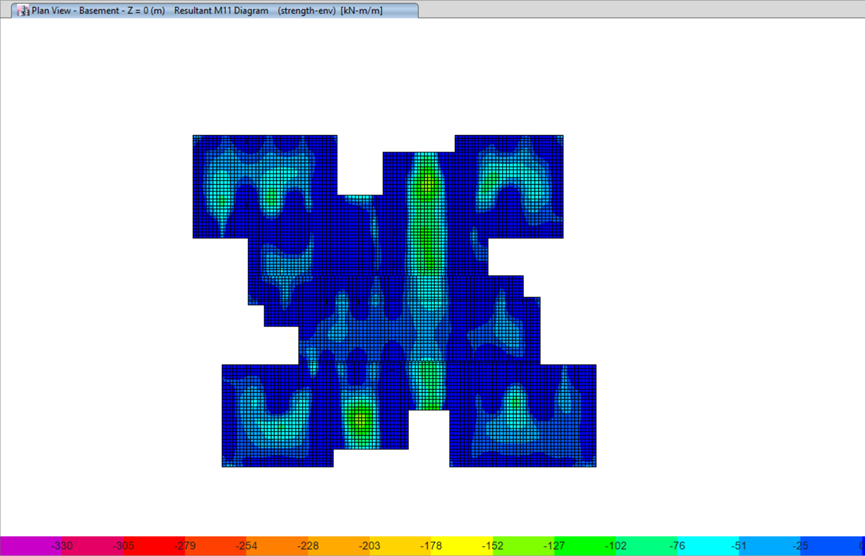 Plan View - Basement - Z = 0 (m)    Resultant M11 Diagram    (strength-env)  [kN-m/m]
-330 -305 -279 -254 -228 -203 -178 -152 -127 -102 -76 -51 -25